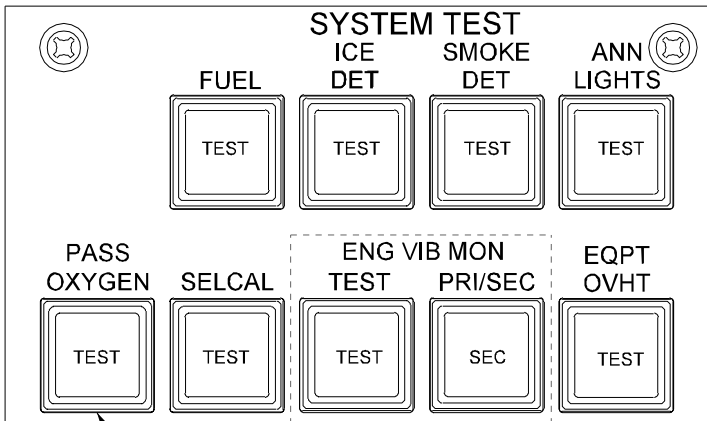 SYSTEM TEST
FUEL
ICE
DET
SMOKE
DET
ANN
LIGHTS
TEST
TEST
TEST
TEST
PASS
OXYGEN
SELCAL
ENG VIB MON
TEST
PRI/SEC
EQPT
OVHT
TEST
TEST
TEST
SEC
TEST